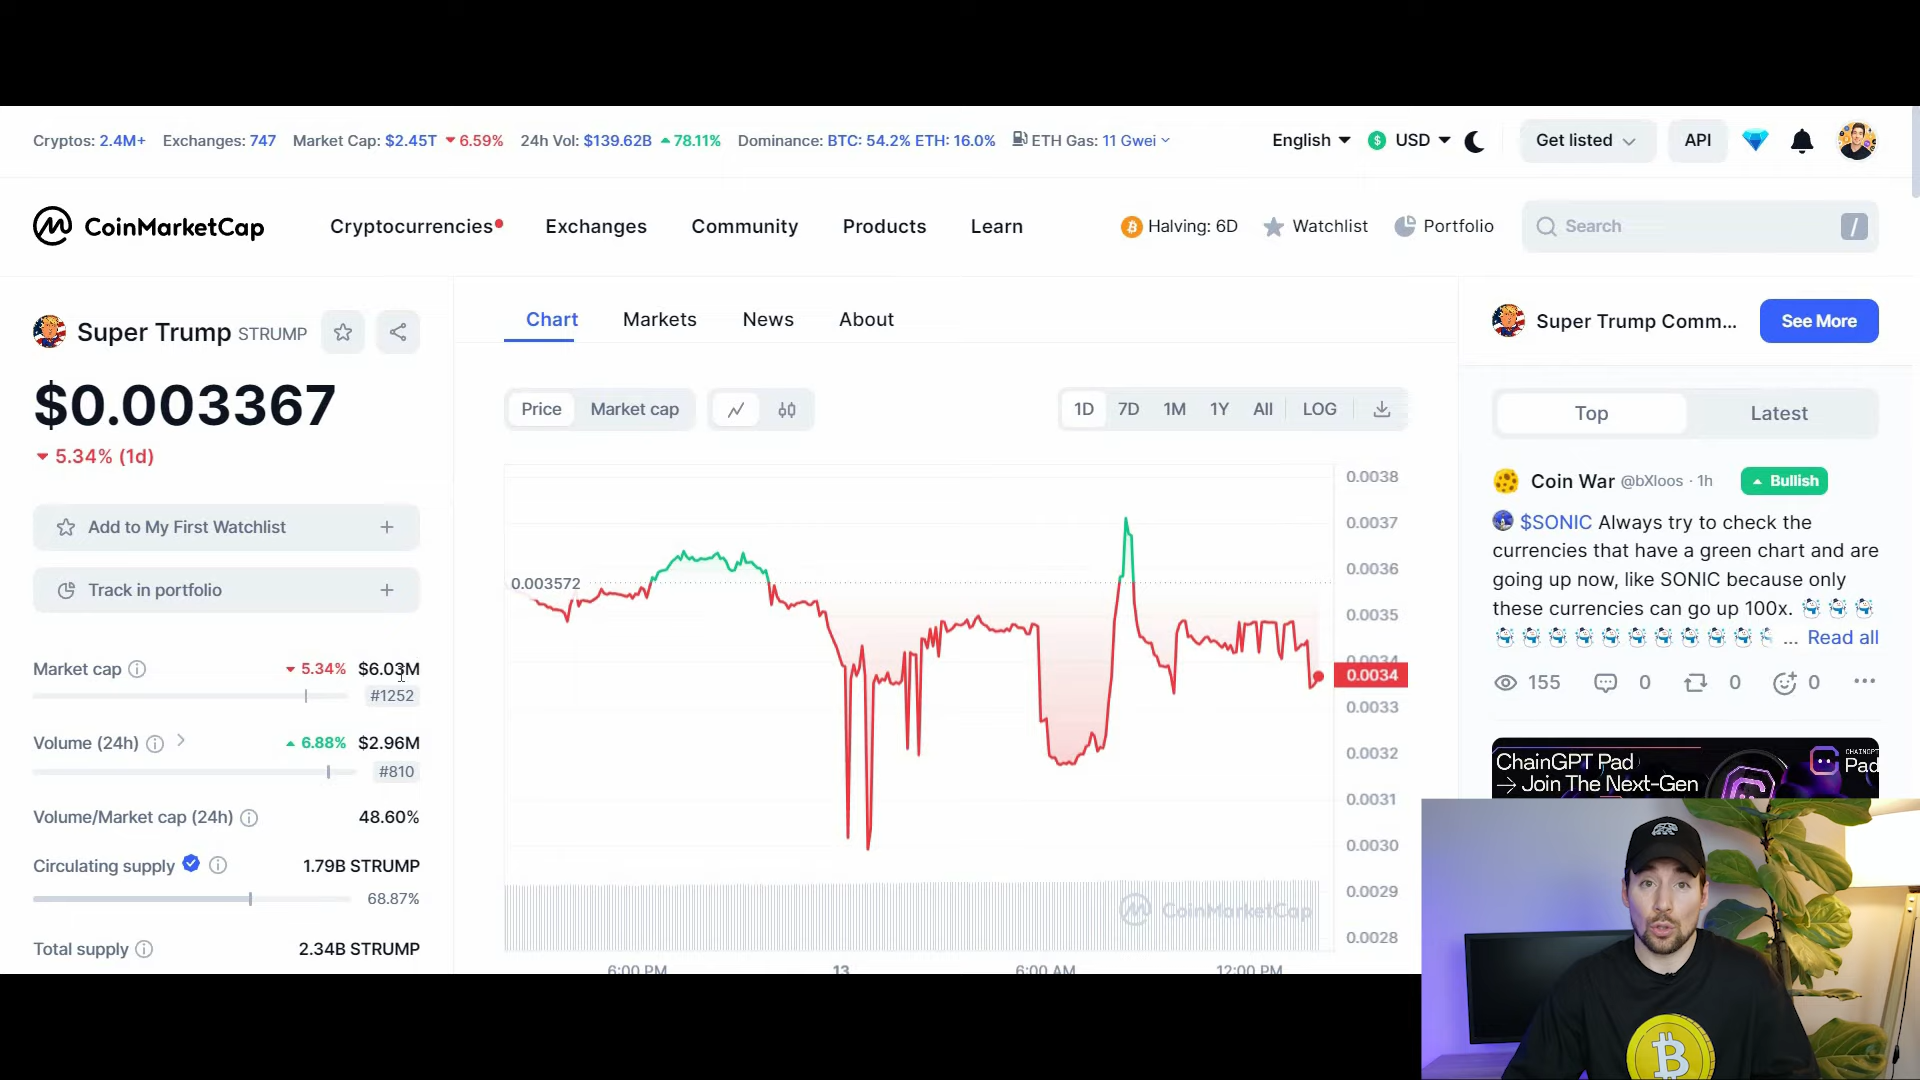 Cryptos: 2.4M+ Exchanges: 747 Market Cap: $2.45T 6.59% 24h Vol: $139.62B 78.11% Dominance: BTC: 54.2% ETH: 16.0% ETH Gas: 11 Gwei English USD Get listed API
CoinMarketCap Cryptocurrencies Exchanges Community Products Learn Halving: 6D Watchlist Portfolio Search /
Super Trump STRUMP
$0.003367
5.34% (1d)
Add to My First Watchlist +
Track in portfolio +
Market cap 5.34% $6.03M
#1252
Volume (24h) 6.88% $2.96M
#810
Volume/Market cap (24h) 48.60%
Circulating supply 1.79B STRUMP
68.87%
Total supply 2.34B STRUMP
Chart Markets News About
Price Market cap 1D 7D 1M 1Y All LOG
0.003572
0.0038
0.0037
0.0036
0.0035
0.0034
0.0034
0.0033
0.0032
0.0031
0.0030
0.0029
0.0028
CoinMarketCap
6:00 PM 13 6:00 AM 12:00 PM
Super Trump Comm... See More
Top Latest
Coin War @bXloos · 1h Bullish
$SONIC Always try to check the
currencies that have a green chart and are
going up now, like SONIC because only
these currencies can go up 100x.
... Read all
155 0 0 0
ChainGPT Pad
→ Join The Next-Gen
CHAINGPT
Pad